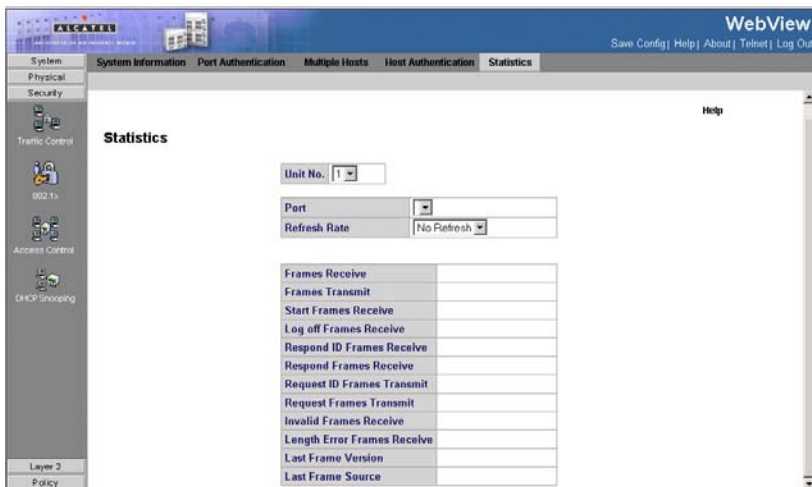 ALCATEL
WebView
Save Config| Help| About| Telnet| Log Out
System
System Information Port Authentication Multiple Hosts Host Authentication Statistics
Physical
Security
Help
Traffic Control
Statistics
Unit No. 1
802.1x
Port
Refresh Rate No Refresh
Access Control
Frames Receive
DHCP Snooping
Frames Transmit
Start Frames Receive
Log off Frames Receive
Respond ID Frames Receive
Respond Frames Receive
Request ID Frames Transmit
Request Frames Transmit
Invalid Frames Receive
Length Error Frames Receive
Last Frame Version
Layer 2
Last Frame Source
Policy